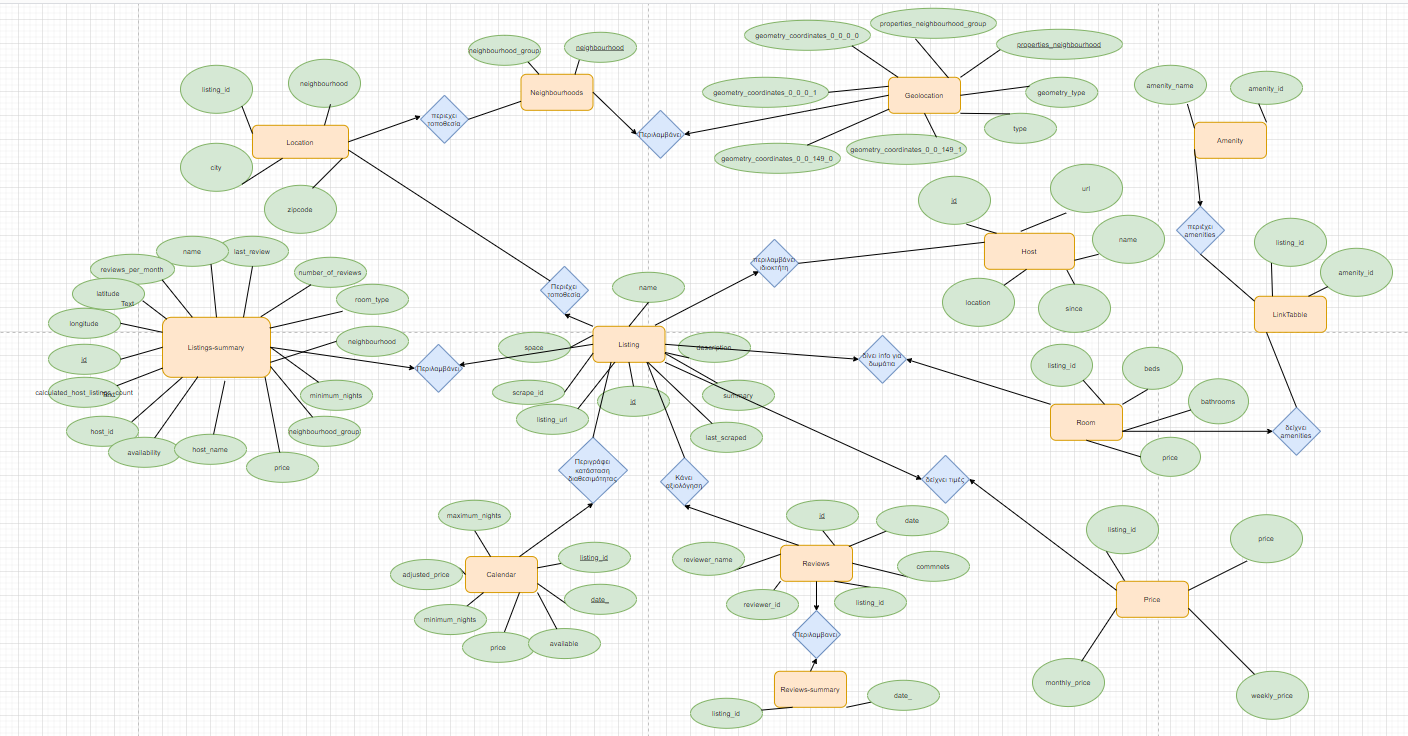 properties_neighbourhood_group
geometry_coordinates_0_0_0_0
properties_neighbourhood
neighbourhood_group
neighbourhood
listing_id
neighbourhood
Neighbourhoods
geometry_coordinates_0_0_0_1
Geolocation
geometry_type
amenity_name
amenity_id
περιεχει
τοποθεσία
Περιλαμβάνει
type
Location
Amenity
geometry_coordinates_0_0_149_0
geometry_coordinates_0_0_149_1
city
zipcode
id
url
περιέχει
amenities
listing_id
name
last_review
name
Host
reviews_per_month
number_of_reviews
περιλαμβάνει
ιδιοκτήτη
amenity_id
latitude
Text
room_type
Περιέχει
τοποθεσία
name
location
since
LinkTabble
longitude
neighbourhood
Listings-summary
space
Listing
description
id
Περιλαμβάνει
δίνει info για
δωμάτιο
listing_id
beds
calculated_host_listings_count
minimum_nights
scrape_id
id
summary
bathrooms
host_id
neighbourhood_group
listing_url
last_scraped
Room
δείχνει
amenities
availability
host_name
price
price
Περιγράφει
κατάσταση
διαθεσιμότητας
Κάνει
αξιολόγηση
δείχνει τιμές
maximum_nights
id
date
listing_id
price
listing_id
reviewer_name
Reviews
commnets
adjusted_price
Calendar
date_
reviewer_id
listing_id
Price
minimum_nights
price
available
Περιλαμβανει
monthly_price
weekly_price
Reviews-summary
date_
listing_id